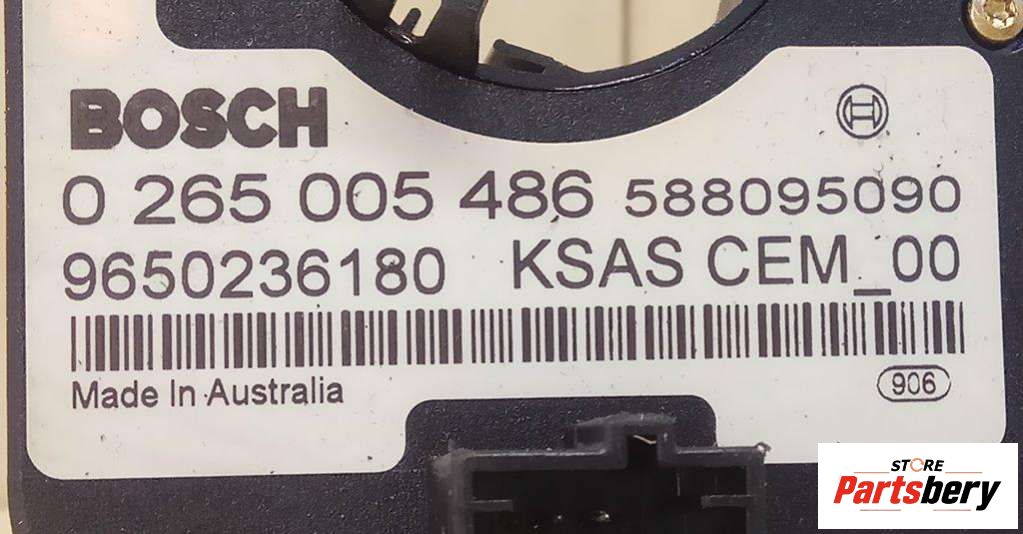 BOSCH
0 265 005 486 588095090
9650236180 KSAS CEM_00
Made In Australia
906
STORE
Partsbery